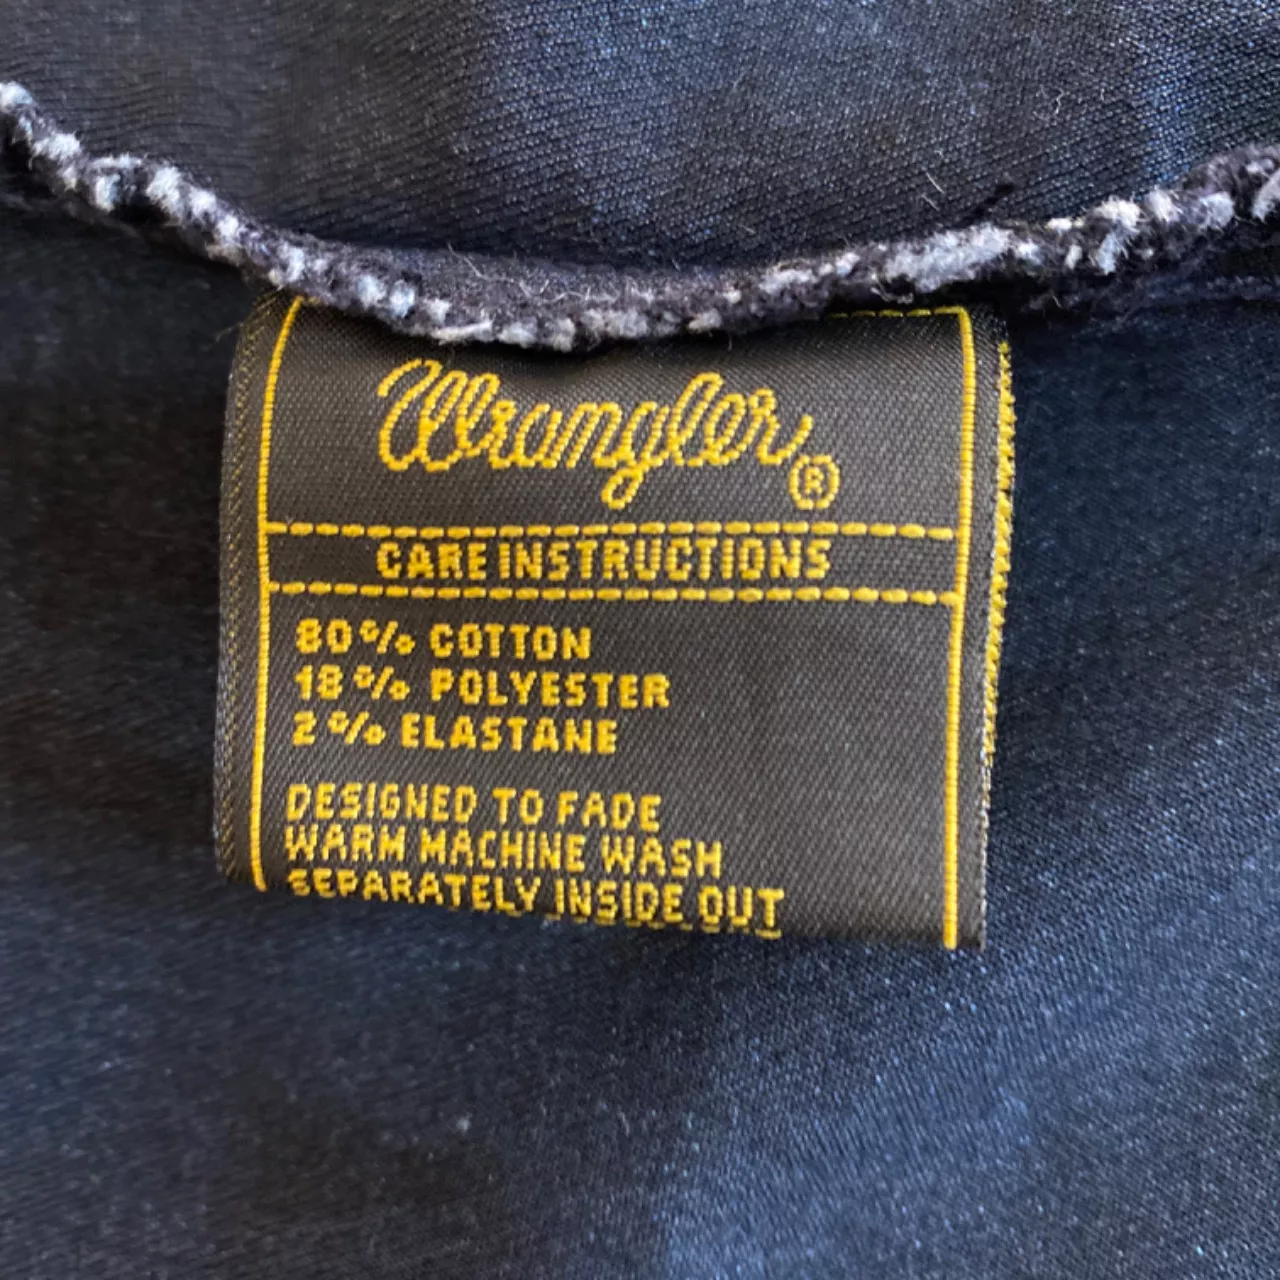 Wrangler®
CARE INSTRUCTIONS
80% COTTON
18% POLYESTER
2% ELASTANE
DESIGNED TO FADE
WARM MACHINE WASH
SEPARATELY INSIDE OUT